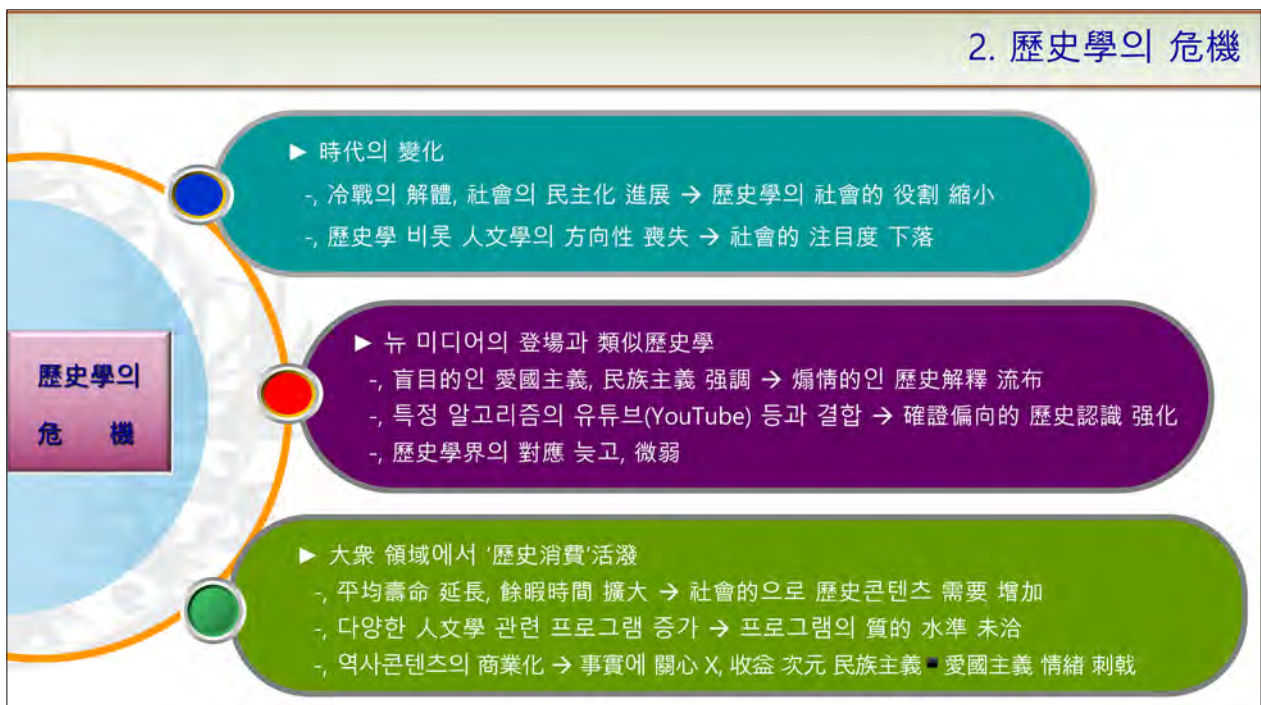 2. 歷史學의 危機
► 時代의 變化
-, 冷戰의 解體, 社會의 民主化 進展 → 歷史學의 社會的 役割 縮小
-, 歷史學 비롯 人文學의 方向性 喪失 → 社會的 注目度 下落
歷史學의
危 機
► 뉴 미디어의 登場과 類似歷史學
-, 盲目的인 愛國主義, 民族主義 强調 → 煽情的인 歷史解釋 流布
-, 특정 알고리즘의 유튜브(YouTube) 등과 결합 → 確證偏向的 歷史認識 强化
-, 歷史學界의 對應 늦고, 微弱
► 大衆 領域에서 '歷史消費'活潑
-, 平均壽命 延長, 餘暇時間 擴大 → 社會的으로 歷史콘텐츠 需要 增加
-, 다양한 人文學 관련 프로그램 증가 → 프로그램의 質的 水準 未洽
-, 역사콘텐츠의 商業化 → 事實에 關心 X, 收益 次元 民族主義▪愛國主義 情緖 刺戟